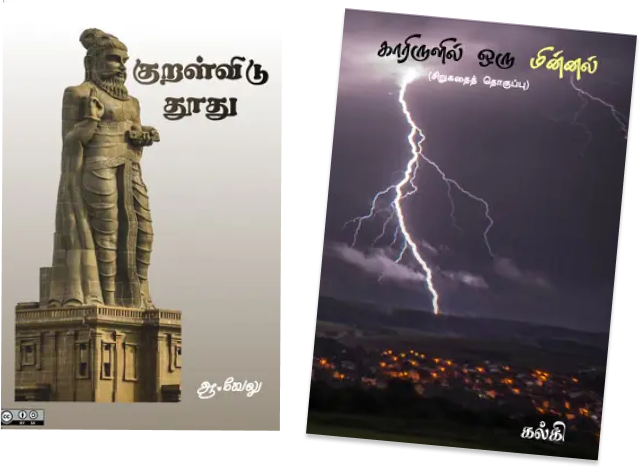 குறள்விடு
தூது
ஆ.வேலு
காரிருளில் ஒரு மின்னல்
(சிறுகதைத் தொகுப்பு)
கல்கி